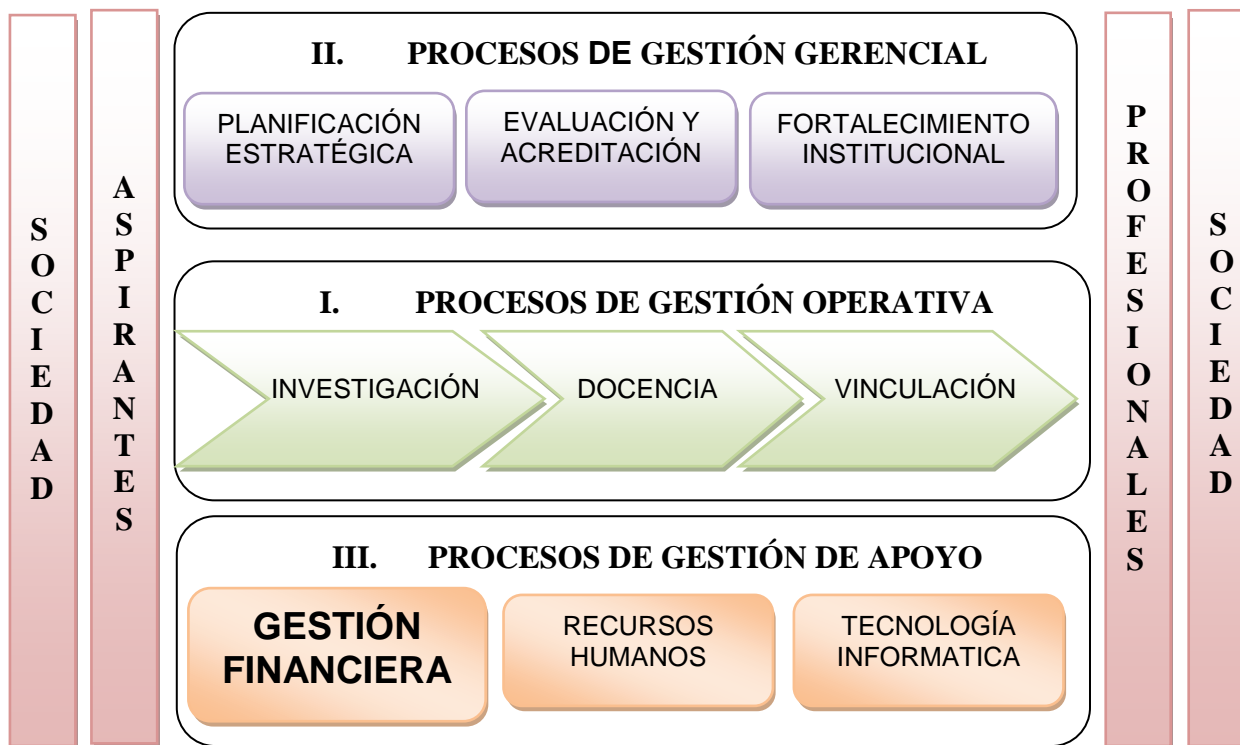 SOCIEDAD
ASPIRANTES
II. PROCESOS DE GESTIÓN GERENCIAL
PLANIFICACIÓN
ESTRATÉGICA
EVALUACIÓN Y
ACREDITACIÓN
FORTALECIMIENTO
INSTITUCIONAL
I. PROCESOS DE GESTIÓN OPERATIVA
INVESTIGACIÓN
DOCENCIA
VINCULACIÓN
III. PROCESOS DE GESTIÓN DE APOYO
GESTIÓN
FINANCIERA
RECURSOS
HUMANOS
TECNOLOGÍA
INFORMATICA
PROFESIONALES
SOCIEDAD